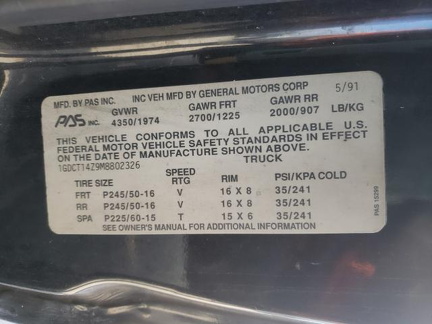 MFD. BY PAS INC. INC VEH MFD BY GENERAL MOTORS CORP 5/91
PAS INC. GVWR GAWR FRT GAWR RR
4350/1974 2700/1225 2000/907 LB/KG
THIS VEHICLE CONFORMS TO ALL APPLICABLE
FEDERAL MOTOR VEHICLE SAFETY STANDARDS IN EFFECT
ON DATE OF MANUFACTURE SHOWN ABOVE.
1GDCT14Z9M8802326 TRUCK
TIRE SIZE SPEED RTG RIM PSI/KPA COLD
FRT P245/50-16 V 16 X 8 35/241
RR P245/50-16 V 16 X 8 35/241
SPA P225/60-15 T 15 X 6 35/241
SEE OWNER'S MANUAL FOR ADDITIONAL INFORMATION